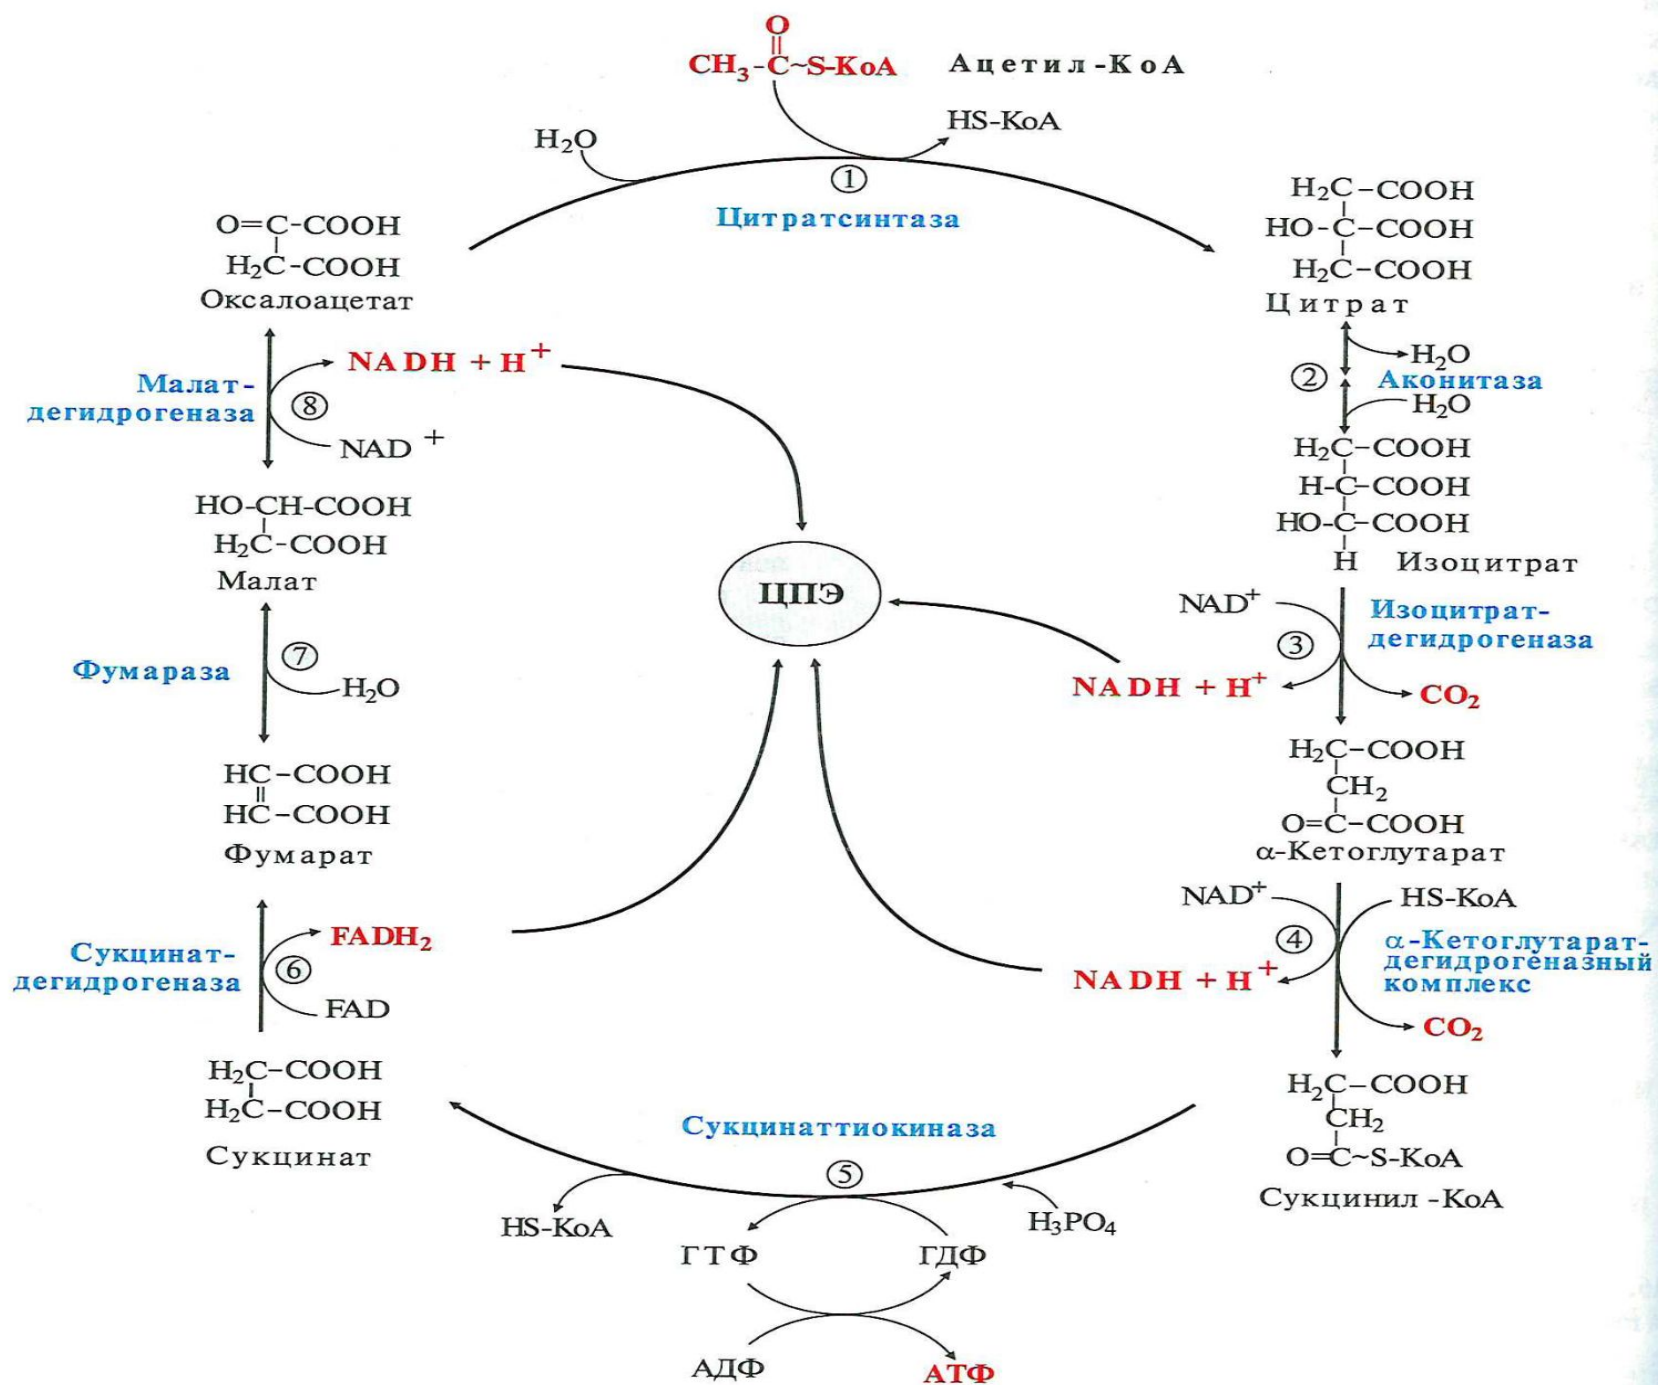 O
||
CH₃-C~S-KoA Ацетил-КоА
H₂O
HS-KoA
①
Цитратсинтаза
O=C-COOH
H₂C-COOH
Оксалоацетат
H₂C-COOH
HO-C-COOH
H₂C-COOH
Цитрат
H₂O
② Аконитаза
H₂O
H₂C-COOH
H-C-COOH
HO-C-COOH
H Изоцитрат
NAD⁺
Изоцитрат-
дегидрогеназа
③
NADH + H⁺
CO₂
H₂C-COOH
CH₂
O=C-COOH
α-Кетоглутарат
NAD⁺
HS-KoA
④
α-Кетоглутарат-
дегидрогеназный
комплекс
NADH + H⁺
CO₂
H₂C-COOH
CH₂
O=C~S-KoA
Сукцинил -КоА
Сукцинаттиокиназа
⑤
H₃PO₄
HS-KoA
ГТФ
ГДФ
АДФ
АТФ
H₂C-COOH
H₂C-COOH
Сукцинат
Сукцинат-
дегидрогеназа
⑥
FADH₂
FAD
HC-COOH
||
HC-COOH
Фумарат
Фумараза
⑦
H₂O
HO-CH-COOH
H₂C-COOH
Малат
Малат-
дегидрогеназа
⑧
NADH + H⁺
NAD⁺
ЦПЭ